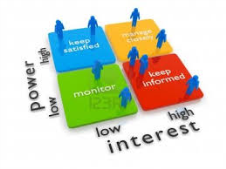 keep
satisfied
manage
closely
monitor
keep
informed
power
high
low
low
high
interest